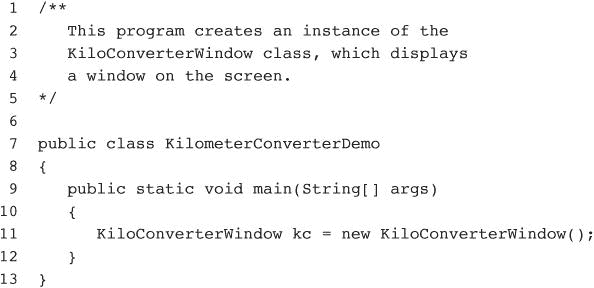 1 /**
2    This program creates an instance of the
3    KiloConverterWindow class, which displays
4    a window on the screen.
5 */
6
7 public class KilometerConverterDemo
8 {
9    public static void main(String[] args)
10    {
11       KiloConverterWindow kc = new KiloConverterWindow();
12    }
13 }